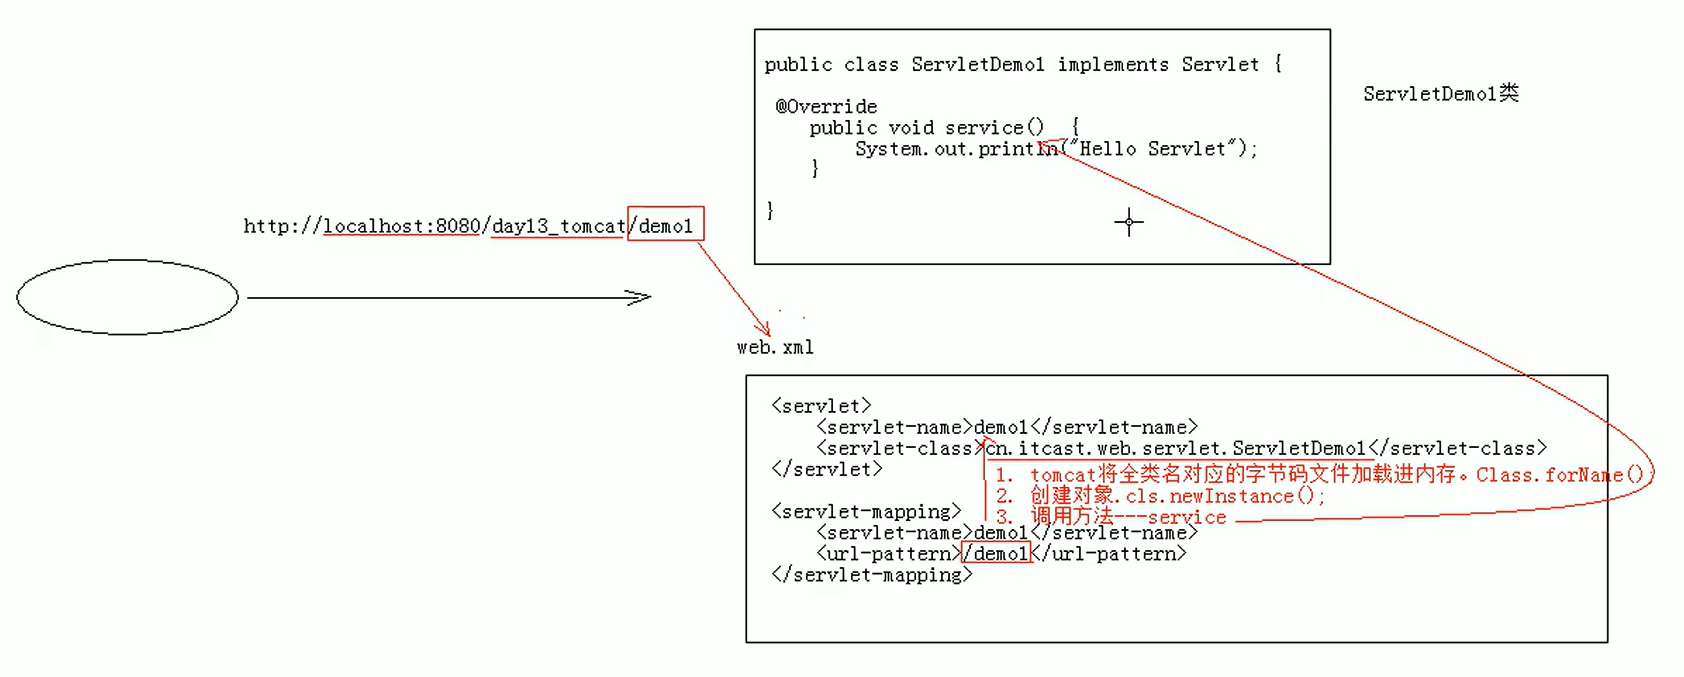 public class ServletDemo1 implements Servlet {
@Override
public void service() {
System.out.println("Hello Servlet");
}
}
ServletDemo1类
http://localhost:8080/day13_tomcat/demo1
web.xml
<servlet>
<servlet-name>demo1</servlet-name>
<servlet-class>cn.itcast.web.servlet.ServletDemo1</servlet-class>
</servlet>
1. tomcat将全类名对应的字节码文件加载进内存。Class.forName()
2. 创建对象.cls.newInstance();
3. 调用方法---service
<servlet-mapping>
<servlet-name>demo1</servlet-name>
<url-pattern>/demo1</url-pattern>
</servlet-mapping>